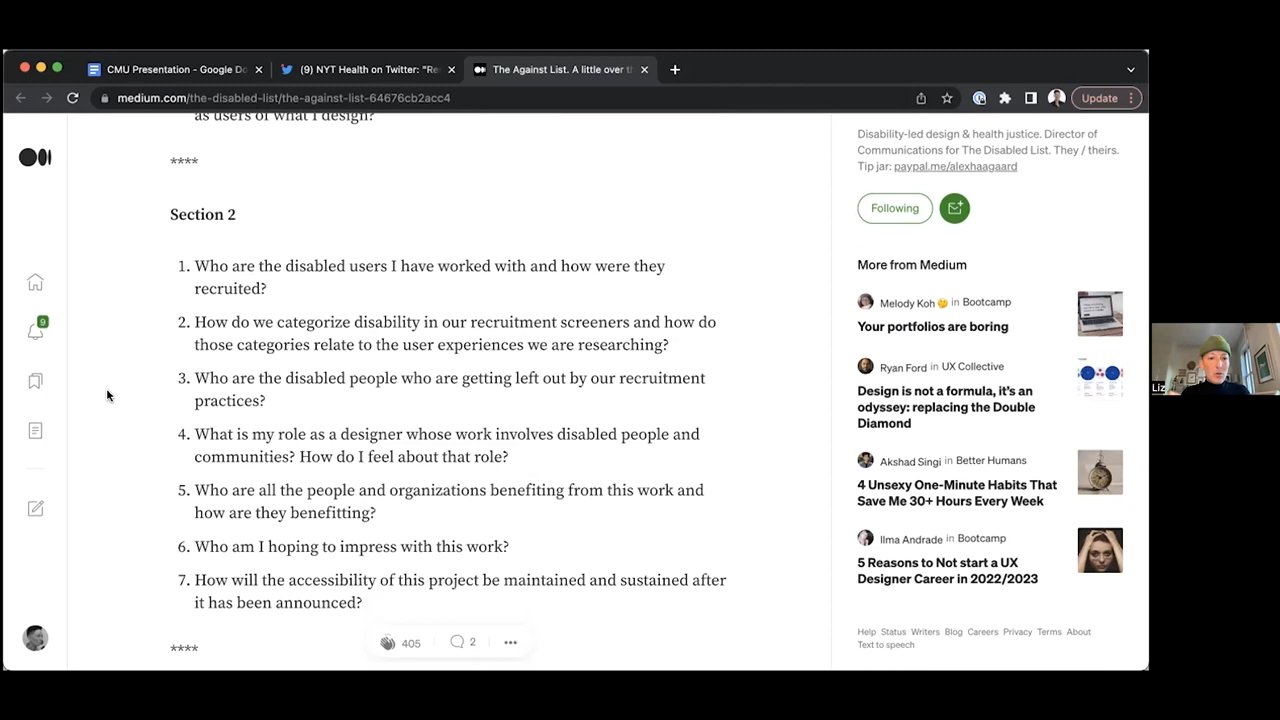 CMU Presentation - Google Do
(9) NYT Health on Twitter: "Re
The Against List. A little over t
medium.com/the-disabled-list/the-against-list-64676cb2acc4
Update
as users of what I design?
****
Section 2
1. Who are the disabled users I have worked with and how were they
recruited?
2. How do we categorize disability in our recruitment screeners and how do
those categories relate to the user experiences we are researching?
3. Who are the disabled people who are getting left out by our recruitment
practices?
4. What is my role as a designer whose work involves disabled people and
communities? How do I feel about that role?
5. Who are all the people and organizations benefiting from this work and
how are they benefitting?
6. Who am I hoping to impress with this work?
7. How will the accessibility of this project be maintained and sustained after
it has been announced?
****
405
2
9
Disability-led design & health justice. Director of
Communications for The Disabled List. They / theirs.
Tip jar: paypal.me/alexhaagaard
Following
More from Medium
Melody Koh 🤔 in Bootcamp
Your portfolios are boring
Ryan Ford in UX Collective
Design is not a formula, it's an
odyssey: replacing the Double
Diamond
Akshad Singi in Better Humans
4 Unsexy One-Minute Habits That
Save Me 30+ Hours Every Week
Ilma Andrade in Bootcamp
5 Reasons to Not start a UX
Designer Career in 2022/2023
Help Status Writers Blog Careers Privacy Terms About
Text to speech
Liz